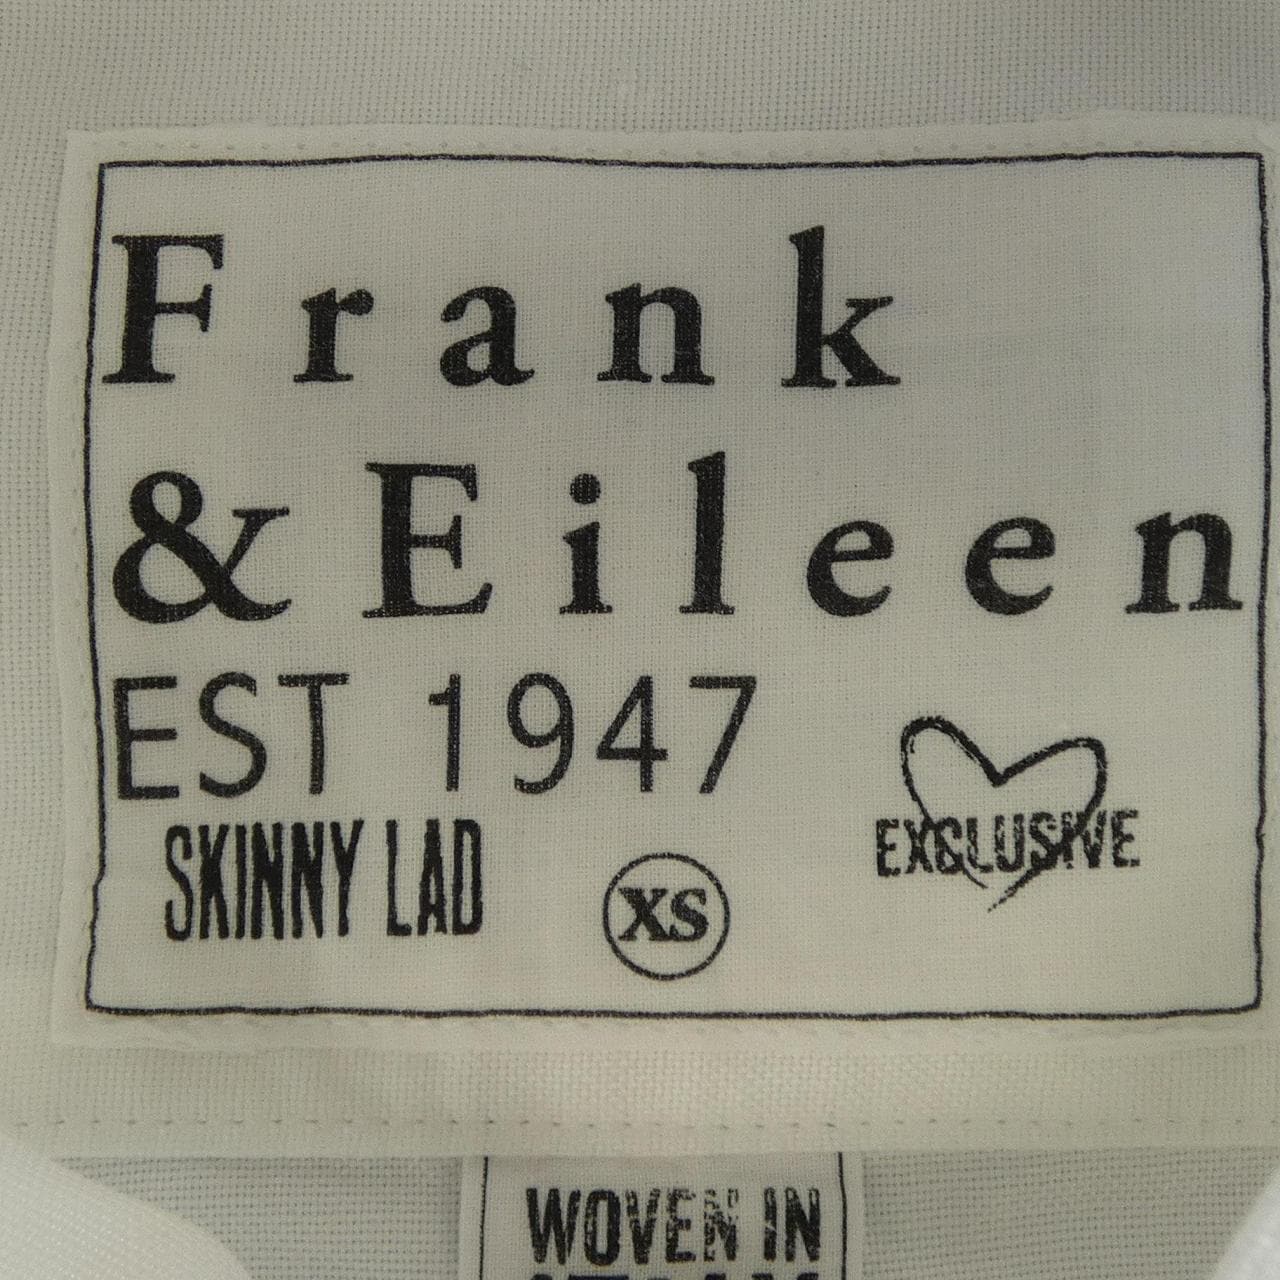 Frank
& Eileen
EST 1947
SKINNY LAD
XS
EXCLUSIVE
WOVEN IN